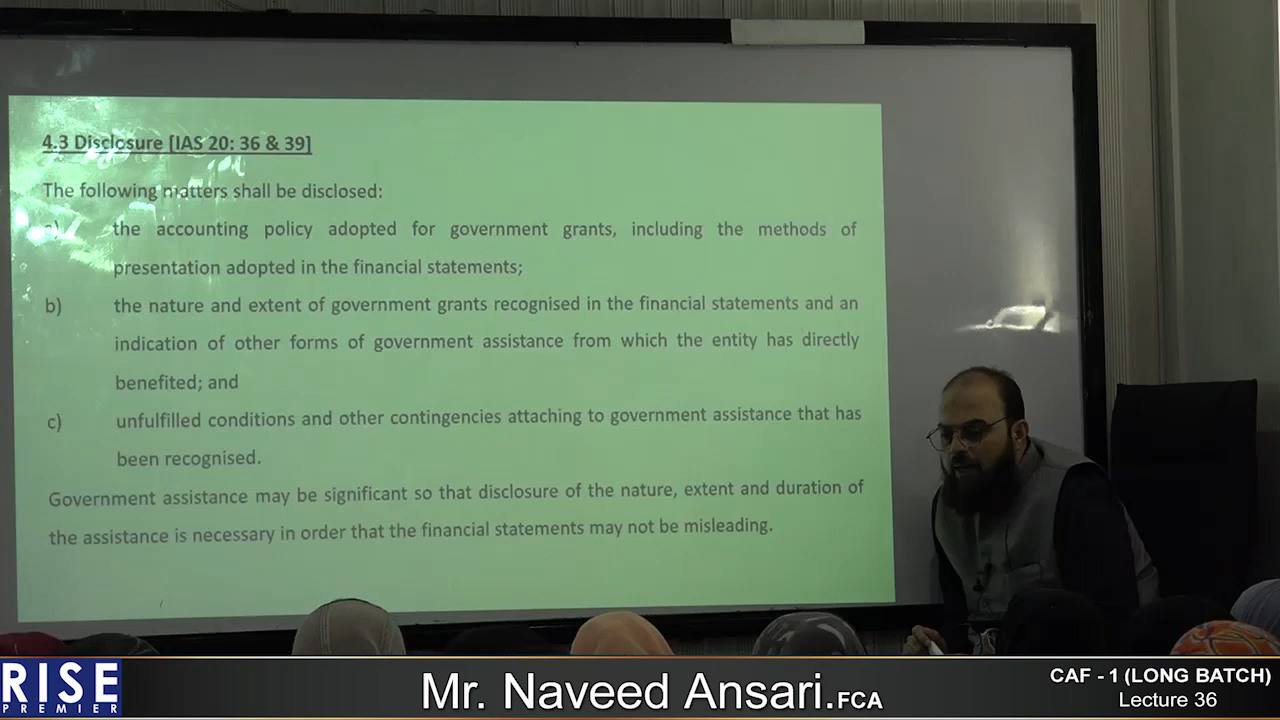 4.3 Disclosure [IAS 20: 36 & 39]
The following matters shall be disclosed:
a) the accounting policy adopted for government grants, including the methods of
presentation adopted in the financial statements;
b) the nature and extent of government grants recognised in the financial statements and an
indication of other forms of government assistance from which the entity has directly
benefited; and
c) unfulfilled conditions and other contingencies attaching to government assistance that has
been recognised.
Government assistance may be significant so that disclosure of the nature, extent and duration of
the assistance is necessary in order that the financial statements may not be misleading.
RISE
PREMIER
Mr. Naveed Ansari.FCA
CAF - 1 (LONG BATCH)
Lecture 36